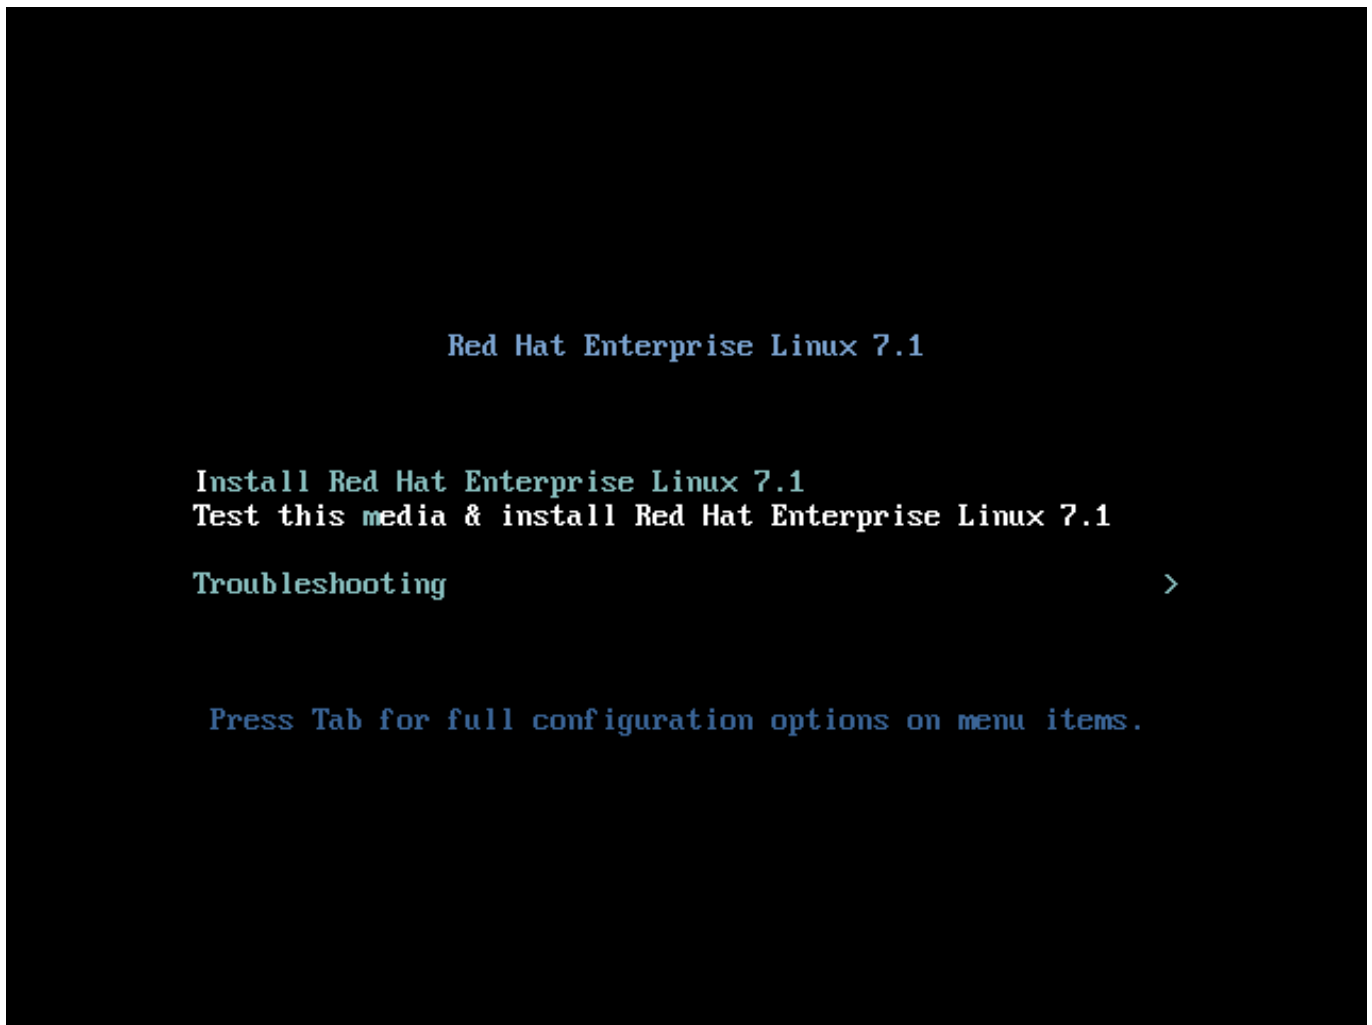 Red Hat Enterprise Linux 7.1
Install Red Hat Enterprise Linux 7.1
Test this media & install Red Hat Enterprise Linux 7.1
Troubleshooting >
Press Tab for full configuration options on menu items.